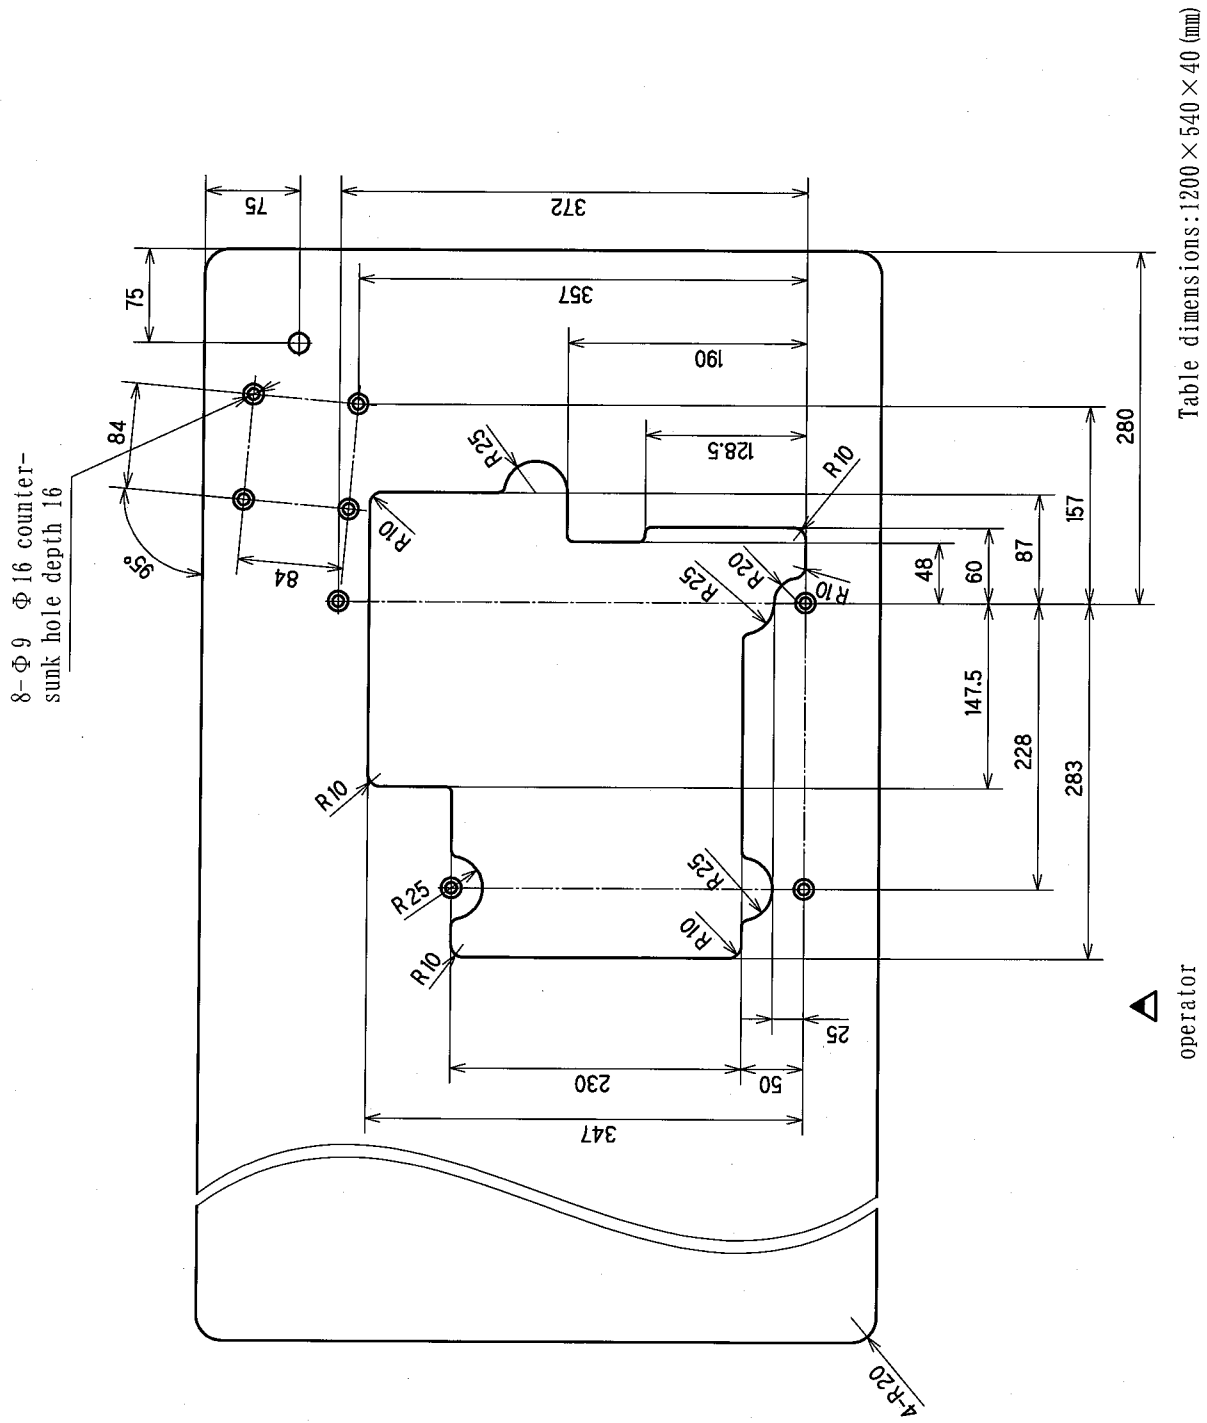 8-Φ9 Φ16 counter-
sunk hole depth 16
84
95°
84
75
75
372
357
190
128.5
R25
R10
R10
R20
R25
R10
48
60
87
157
280
147.5
228
283
R10
R25
R10
R25
R10
25
50
230
347
4-R20
operator
Table dimensions:1200×540×40(mm)